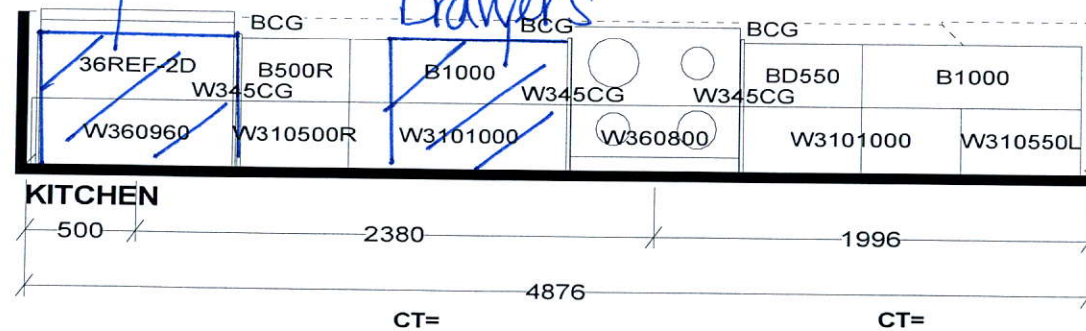 Drawers
BCG BCG BCG
36REF-2D B500R B1000 BD550 B1000
W345CG W345CG W345CG
W360960 W310500R W3101000 W360800 W3101000 W310550L
KITCHEN
500 2380 1996
4876
CT= CT=